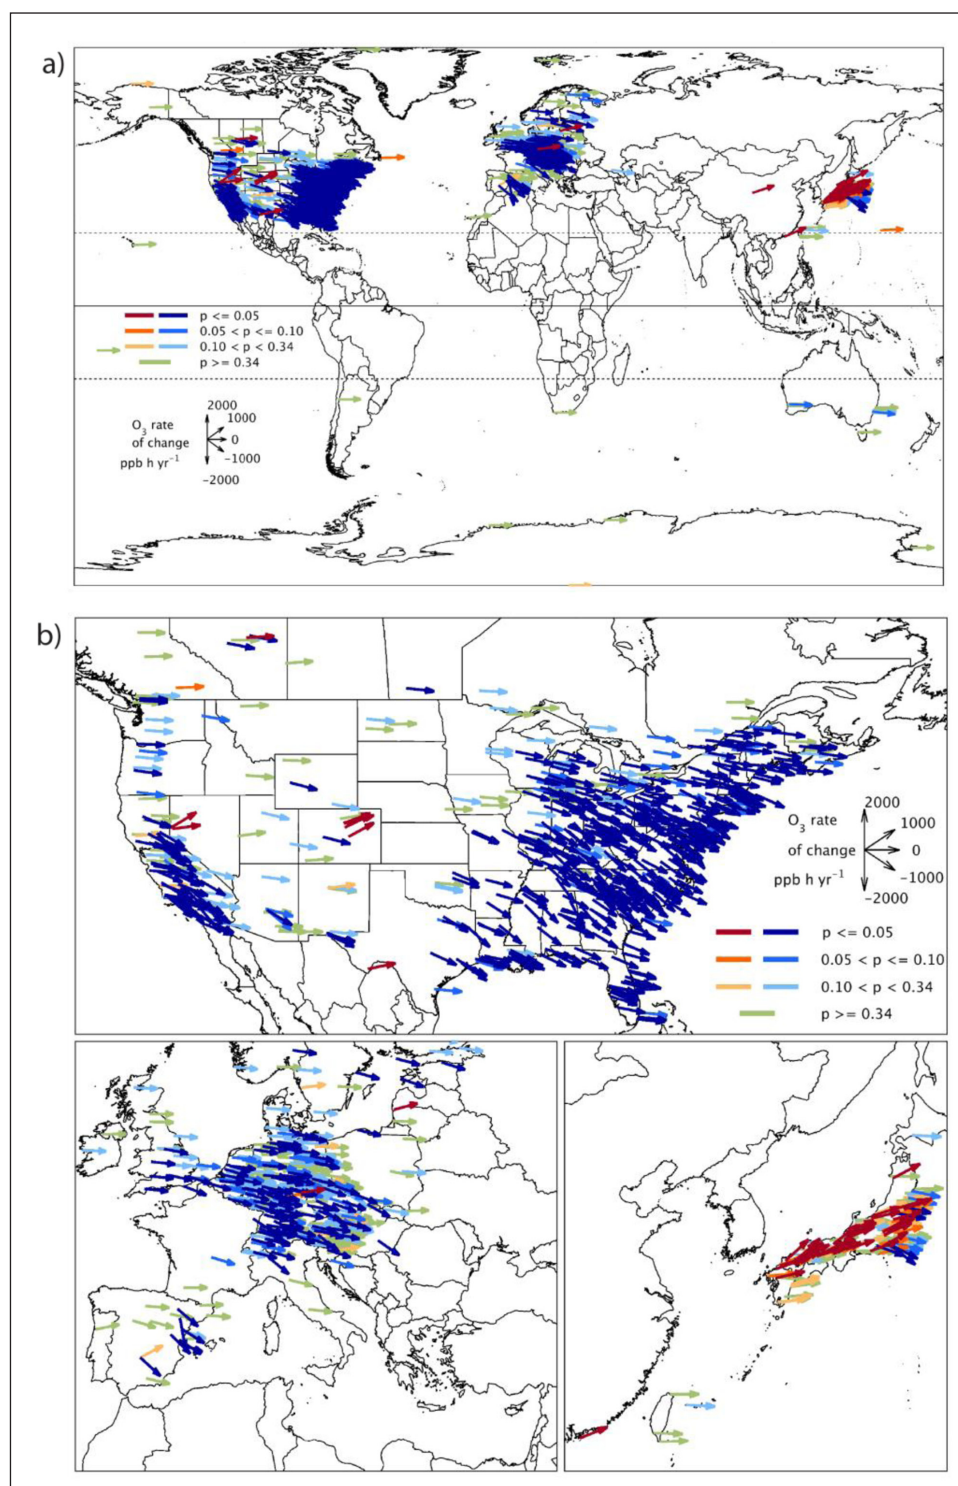 a)
p <= 0.05
0.05 < p <= 0.10
0.10 < p < 0.34
p >= 0.34
2000
1000
O₃ rate
of change
0
ppb h yr⁻¹
-1000
-2000
b)
2000
O₃ rate
1000
of change
0
ppb h yr⁻¹
-1000
-2000
p <= 0.05
0.05 < p <= 0.10
0.10 < p < 0.34
p >= 0.34